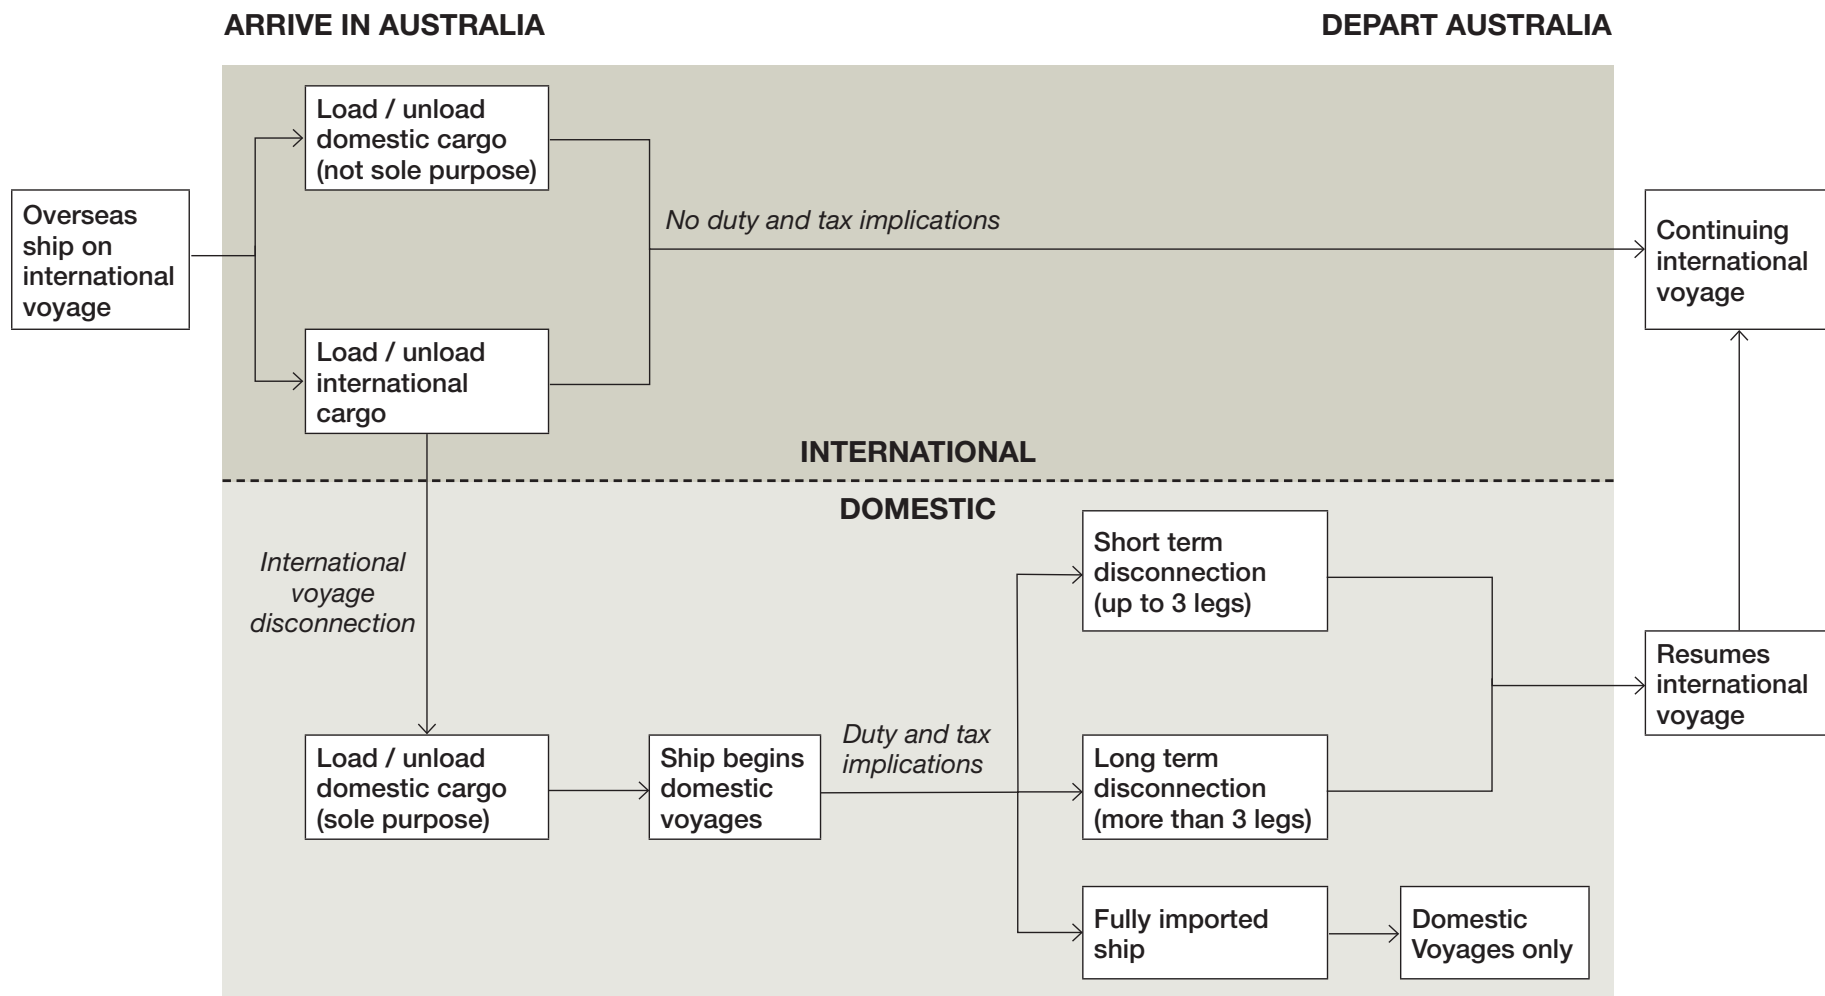 ARRIVE IN AUSTRALIA
DEPART AUSTRALIA
Overseas
ship on
international
voyage
Load / unload
domestic cargo
(not sole purpose)
Load / unload
international
cargo
No duty and tax implications
Continuing
international
voyage
INTERNATIONAL
DOMESTIC
International
voyage
disconnection
Load / unload
domestic cargo
(sole purpose)
Ship begins
domestic
voyages
Duty and tax
implications
Short term
disconnection
(up to 3 legs)
Long term
disconnection
(more than 3 legs)
Fully imported
ship
Domestic
Voyages only
Resumes
international
voyage